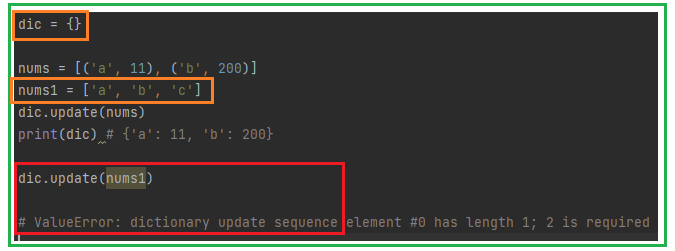 dic = {}
nums = [('a', 11), ('b', 200)]
nums1 = ['a', 'b', 'c']
dic.update(nums)
print(dic) # {'a': 11, 'b': 200}
dic.update(nums1)
# ValueError: dictionary update sequence element #0 has length 1; 2 is required